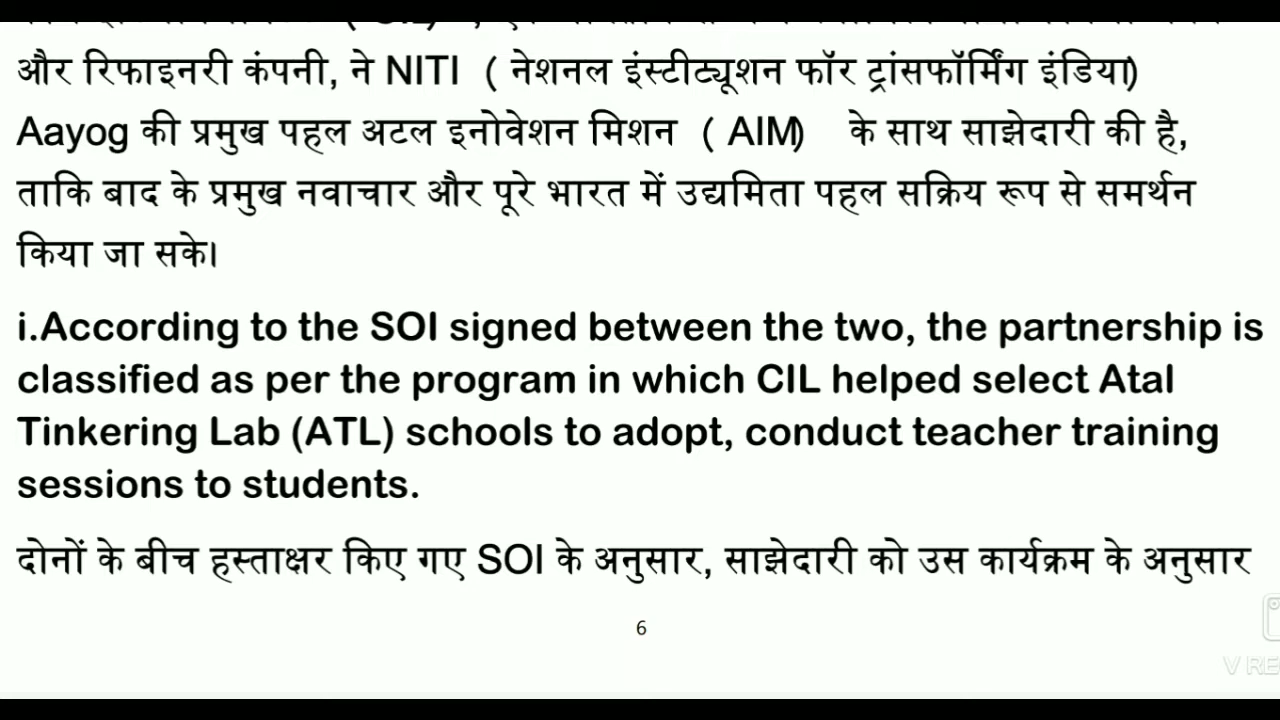 और रिफाइनरी कंपनी, ने NITI ( नेशनल इंस्टीट्यूशन फॉर ट्रांसफॉर्मिंग इंडिया)
Aayog की प्रमुख पहल अटल इनोवेशन मिशन ( AIM) के साथ साझेदारी की है,
ताकि बाद के प्रमुख नवाचार और पूरे भारत में उद्यमिता पहल सक्रिय रूप से समर्थन
किया जा सके।
i.According to the SOI signed between the two, the partnership is
classified as per the program in which CIL helped select Atal
Tinkering Lab (ATL) schools to adopt, conduct teacher training
sessions to students.
दोनों के बीच हस्ताक्षर किए गए SOI के अनुसार, साझेदारी को उस कार्यक्रम के अनुसार
6
V RE